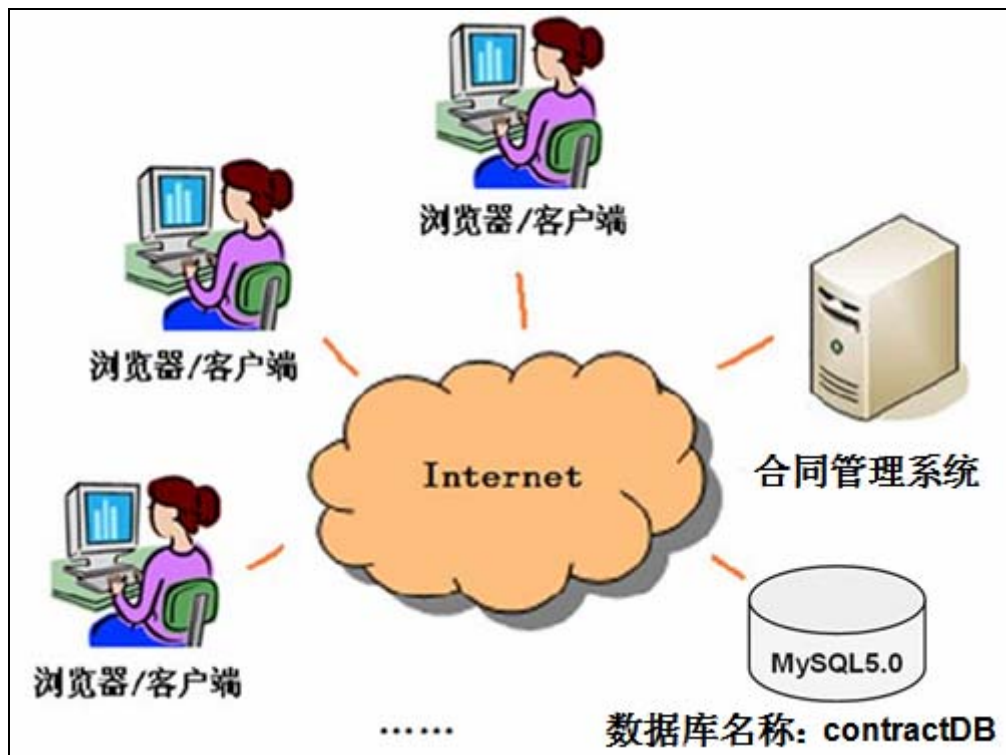 浏览器/客户端
浏览器/客户端
Internet
合同管理系统
浏览器/客户端
MySQL5.0
......
数据库名称：contractDB